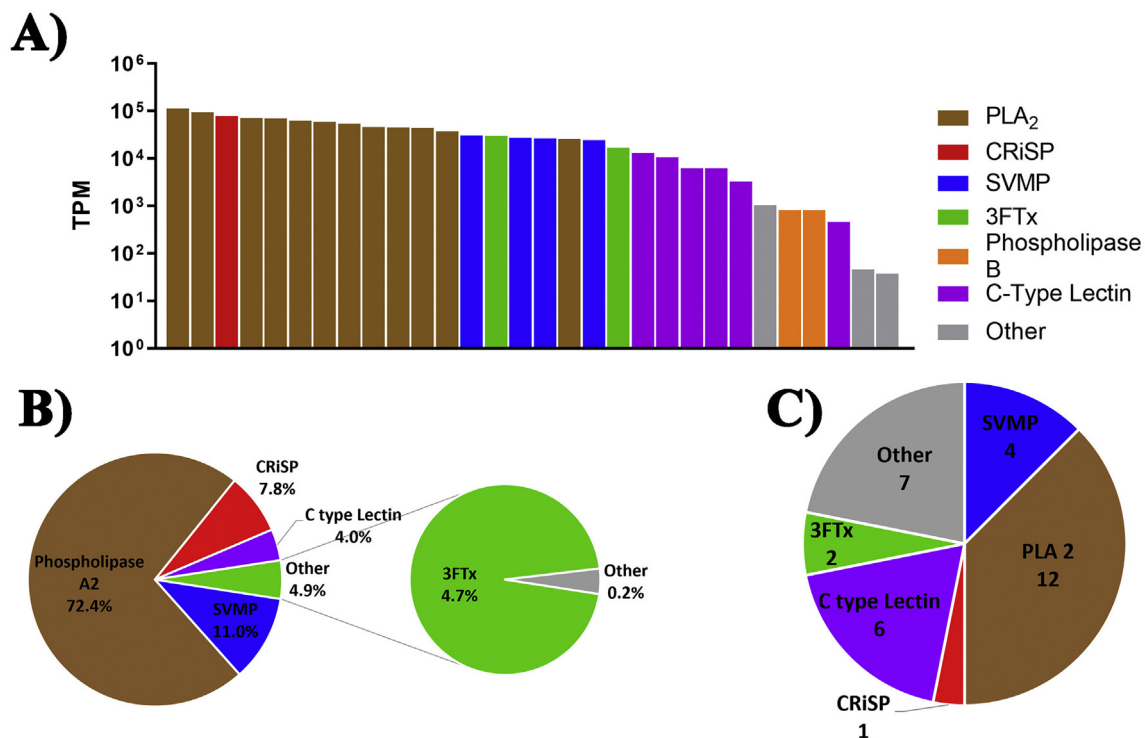 A)
10⁶
10⁵
10⁴
10³
10²
10¹
10⁰
TPM
PLA₂
CRiSP
SVMP
3FTx
Phospholipase
B
C-Type Lectin
Other
B)
CRiSP
7.8%
C type Lectin
4.0%
Phospholipase
A2
72.4%
Other
4.9%
SVMP
11.0%
3FTx
4.7%
Other
0.2%
C)
SVMP
4
Other
7
3FTx
2
PLA 2
12
C type Lectin
6
CRiSP
1